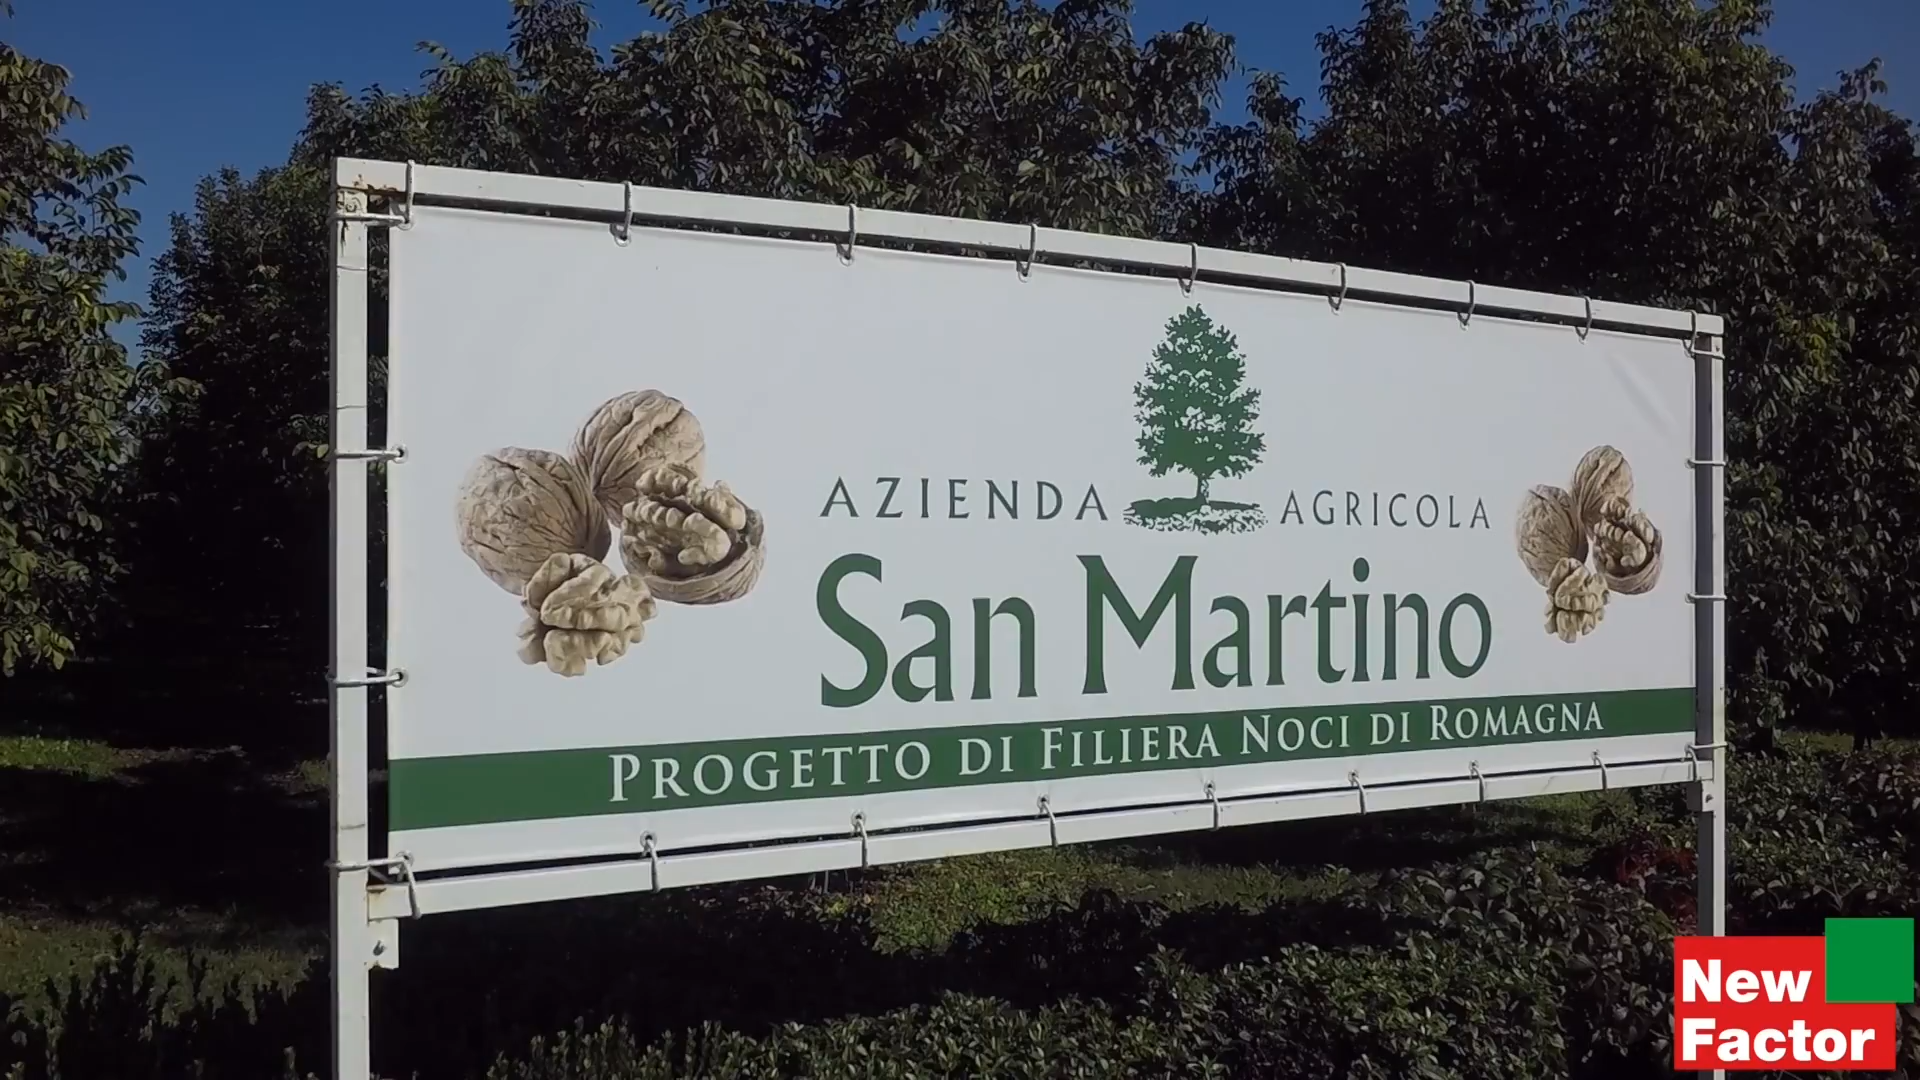 AZIENDA AGRICOLA
San Martino
PROGETTO DI FILIERA NOCI DI ROMAGNA
New
Factor